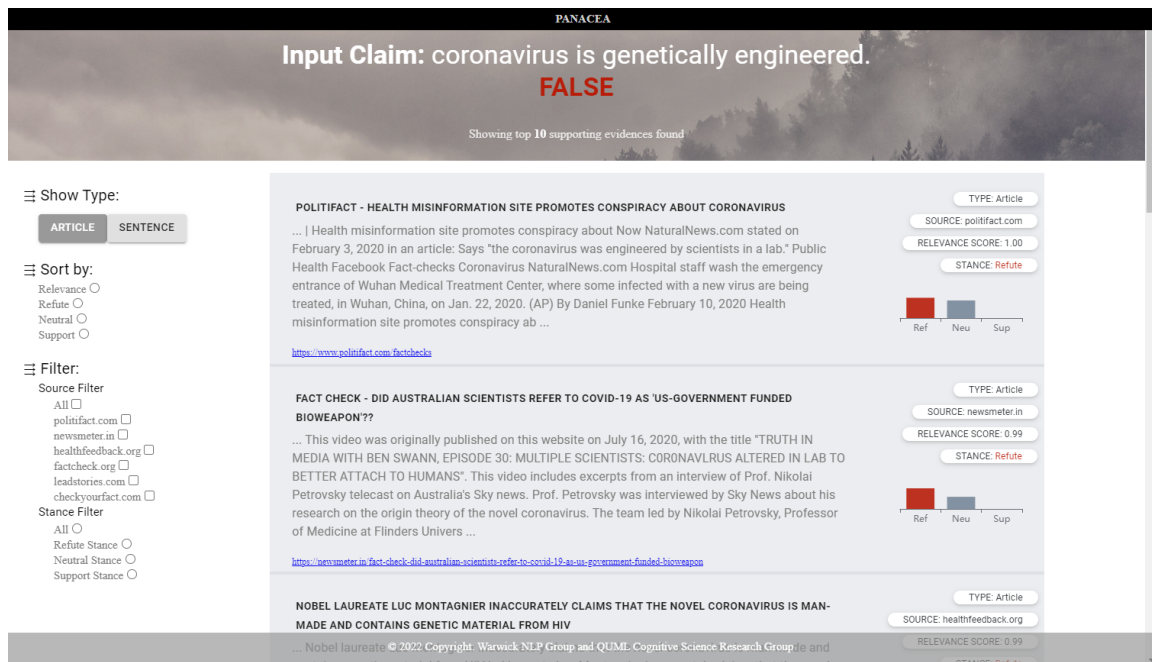 PANACEA
Input Claim: coronavirus is genetically engineered.
FALSE
Showing top 10 supporting evidences found
Show Type:
ARTICLE
SENTENCE
Sort by:
Relevance
Refute
Neutral
Support
Filter:
Source Filter
All
politifact.com
newsmeter.in
healthfeedback.org
factcheck.org
leadstories.com
checkyourfact.com
Stance Filter
All
Refute Stance
Neutral Stance
Support Stance
POLITIFACT - HEALTH MISINFORMATION SITE PROMOTES CONSPIRACY ABOUT CORONAVIRUS
... | Health misinformation site promotes conspiracy about Now NaturalNews.com stated on
February 3, 2020 in an article: Says "the coronavirus was engineered by scientists in a lab." Public
Health Facebook Fact-checks Coronavirus NaturalNews.com Hospital staff wash the emergency
entrance of Wuhan Medical Treatment Center, where some infected with a new virus are being
treated, in Wuhan, China, on Jan. 22, 2020. (AP) By Daniel Funke February 10, 2020 Health
misinformation site promotes conspiracy ab ...
https://www.politifact.com/factchecks
TYPE: Article
SOURCE: politifact.com
RELEVANCE SCORE: 1.00
STANCE: Refute
Ref Neu Sup
FACT CHECK - DID AUSTRALIAN SCIENTISTS REFER TO COVID-19 AS 'US-GOVERNMENT FUNDED
BIOWEAPON'??
... This video was originally published on this website on July 16, 2020, with the title "TRUTH IN
MEDIA WITH BEN SWANN, EPISODE 30: MULTIPLE SCIENTISTS: C0R0NAVLRUS ALTERED IN LAB TO
BETTER ATTACH TO HUMANS". This video includes excerpts from an interview of Prof. Nikolai
Petrovsky telecast on Australia's Sky news. Prof. Petrovsky was interviewed by Sky News about his
research on the origin theory of the novel coronavirus. The team led by Nikolai Petrovsky, Professor
of Medicine at Flinders Univers ...
https://newsmeter.in/fact-check-did-australian-scientists-refer-to-covid-19-as-us-government-funded-bioweapon
TYPE: Article
SOURCE: newsmeter.in
RELEVANCE SCORE: 0.99
STANCE: Refute
Ref Neu Sup
NOBEL LAUREATE LUC MONTAGNIER INACCURATELY CLAIMS THAT THE NOVEL CORONAVIRUS IS MAN-
MADE AND CONTAINS GENETIC MATERIAL FROM HIV
... Nobel laureate
de and
TYPE: Article
SOURCE: healthfeedback.org
RELEVANCE SCORE: 0.99
STANCE: Refute
© 2022 Copyright: Warwick NLP Group and QUML Cognitive Science Research Group